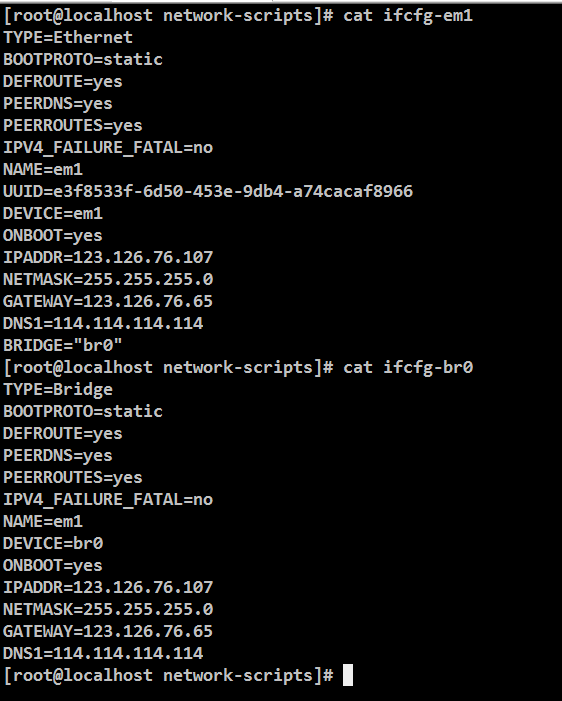 [root@localhost network-scripts]# cat ifcfg-em1
TYPE=Ethernet
BOOTPROTO=static
DEFROUTE=yes
PEERDNS=yes
PEERROUTES=yes
IPV4_FAILURE_FATAL=no
NAME=em1
UUID=e3f8533f-6d50-453e-9db4-a74cacaf8966
DEVICE=em1
ONBOOT=yes
IPADDR=123.126.76.107
NETMASK=255.255.255.0
GATEWAY=123.126.76.65
DNS1=114.114.114.114
BRIDGE="br0"
[root@localhost network-scripts]# cat ifcfg-br0
TYPE=Bridge
BOOTPROTO=static
DEFROUTE=yes
PEERDNS=yes
PEERROUTES=yes
IPV4_FAILURE_FATAL=no
NAME=em1
DEVICE=br0
ONBOOT=yes
IPADDR=123.126.76.107
NETMASK=255.255.255.0
GATEWAY=123.126.76.65
DNS1=114.114.114.114
[root@localhost network-scripts]#